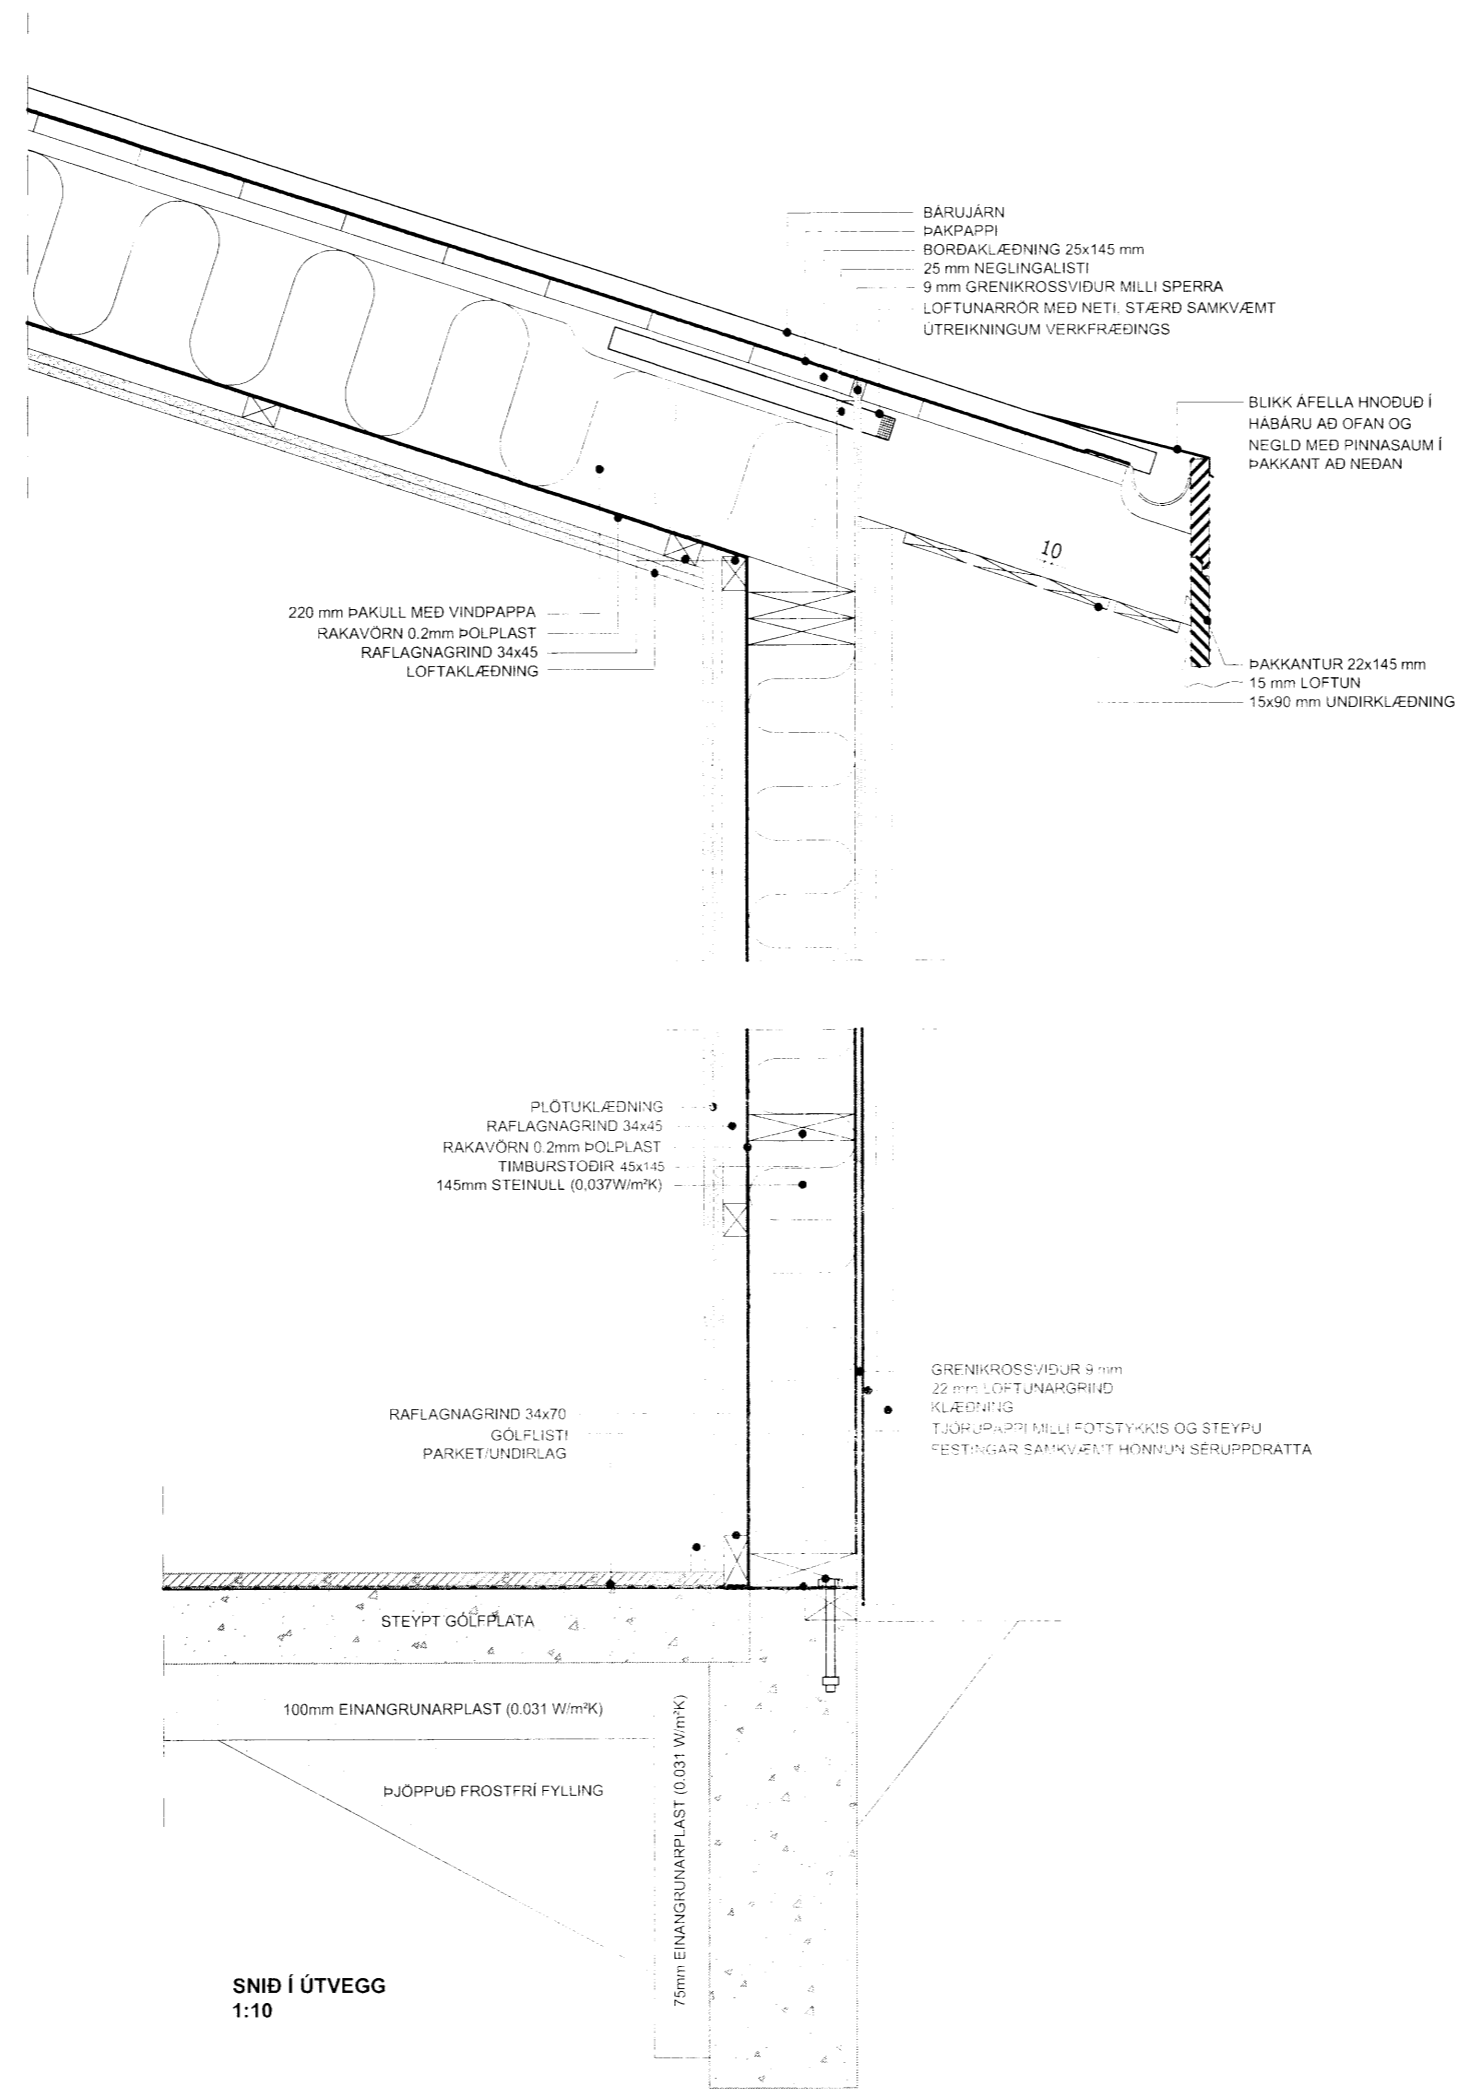 BÁRUJÁRN
ÞAKPAPPI
BORÐAKLÆÐNING 25x145 mm
25 mm NEGLINGALISTI
9 mm GRENIKROSSVIÐUR MILLI SPERRA
LOFTUNARRÖR MEÐ NETI. STÆRÐ SAMKVÆMT
ÚTREIKNINGUM VERKFRÆÐINGS
BLIKK ÁFELLA HNOÐUÐ Í
HÁBÁRU AÐ OFAN OG
NEGLD MEÐ PINNASAUM Í
ÞAKKANT AÐ NEÐAN
10
220 mm ÞAKULL MEÐ VINDPAPPA
RAKAVÖRN 0.2mm ÞOLPLAST
RAFLAGNAGRIND 34x45
LOFTAKLÆÐNING
ÞAKKANTUR 22x145 mm
15 mm LOFTUN
15x90 mm UNDIRKLÆÐNING
PLÖTUKLÆÐNING
RAFLAGNAGRIND 34x45
RAKAVÖRN 0.2mm ÞOLPLAST
TIMBURSTOÐIR 45x145
145mm STEINULL (0,037W/m²K)
GRENIKROSSVIÐUR 9 mm
22 mm LOFTUNARGRIND
KLÆÐNING
TJÖRUPAPPI MILLI FÓTSTYKKIS OG STEYPU
FESTINGAR SAMKVÆMT HÖNNUN SÉRUPPDRÁTTA
RAFLAGNAGRIND 34x70
GÓLFLISTI
PARKET/UNDIRLAG
STEYPT GÓLFPLATA
100mm EINANGRUNARPLAST (0.031 W/m²K)
75mm EINANGRUNARPLAST (0.031 W/m²K)
ÞJÖPPUÐ FROSTFRÍ FYLLING
SNIÐ Í ÚTVEGG
1:10